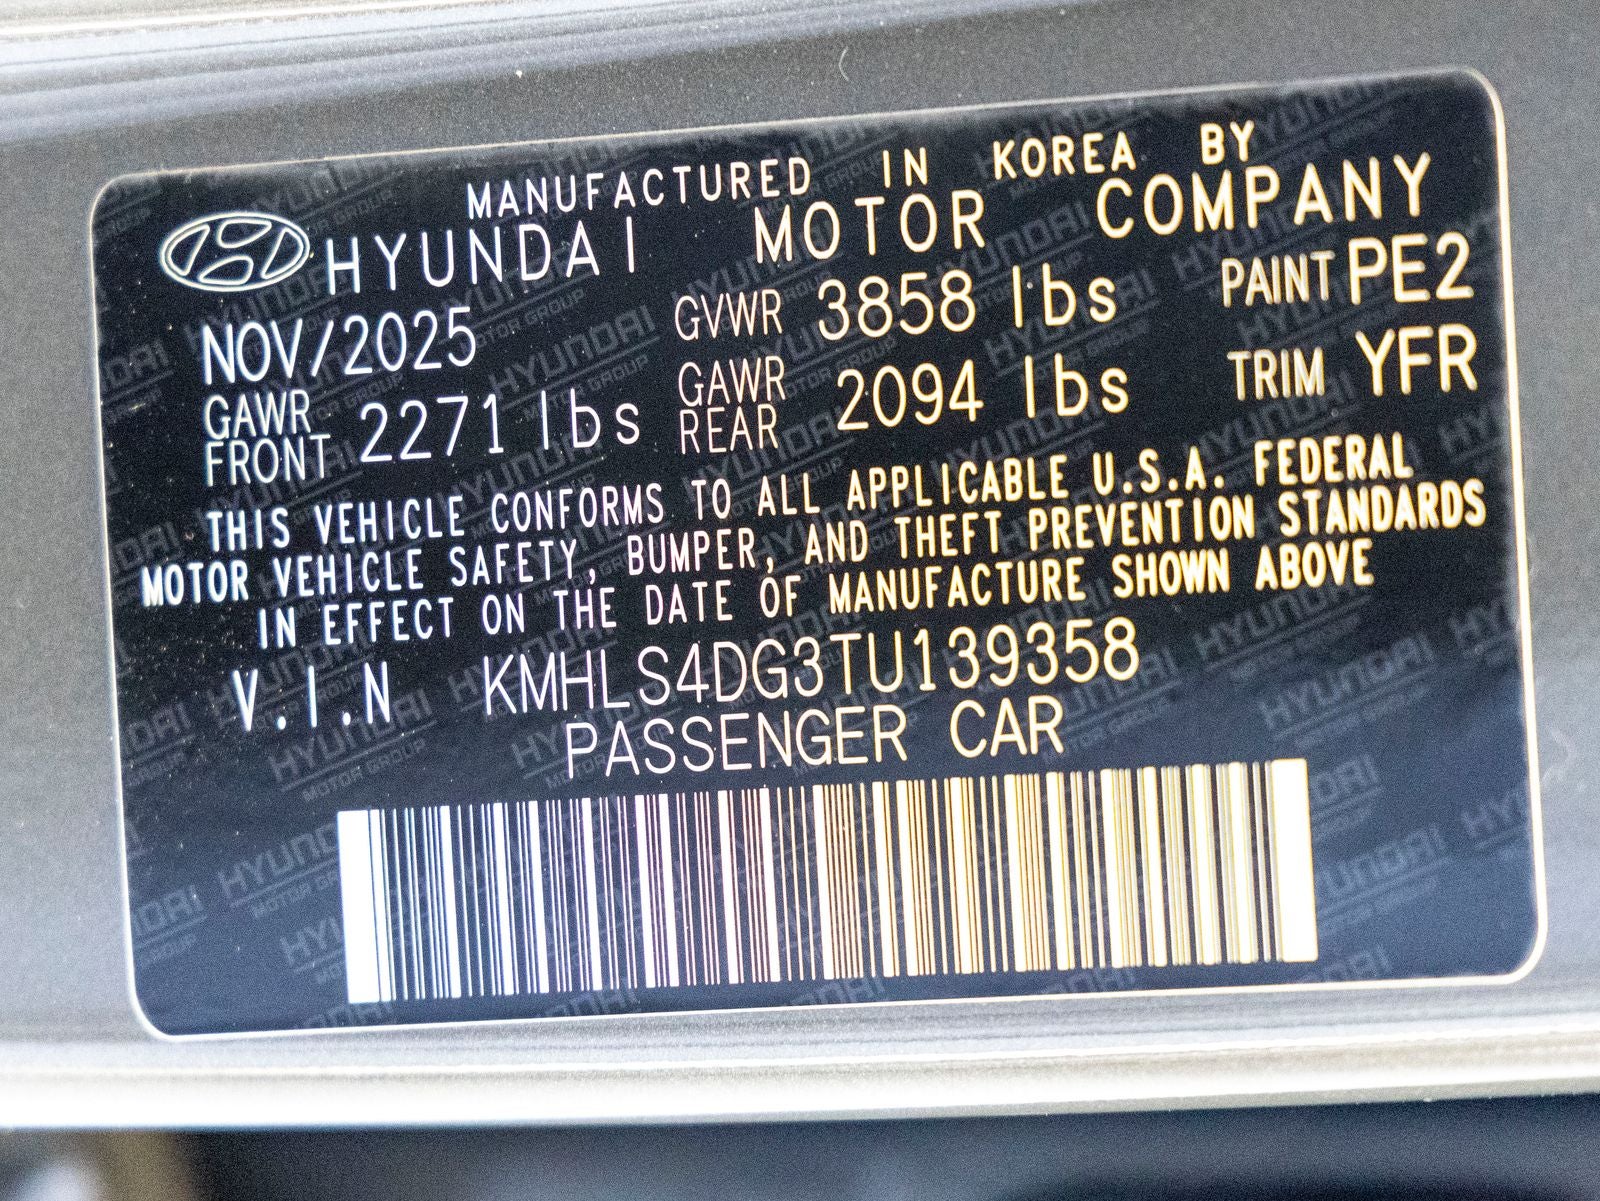 MANUFACTURED IN KOREA BY
HYUNDAI MOTOR COMPANY
NOV/2025 GVWR 3858 lbs PAINT PE2
GAWR FRONT 2271 lbs GAWR REAR 2094 lbs TRIM YFR
THIS VEHICLE CONFORMS TO ALL APPLICABLE U.S.A. FEDERAL
MOTOR VEHICLE SAFETY, BUMPER, AND THEFT PREVENTION STANDARDS
IN EFFECT ON THE DATE OF MANUFACTURE SHOWN ABOVE
V.I.N KMHLS4DG3TU139358
PASSENGER CAR